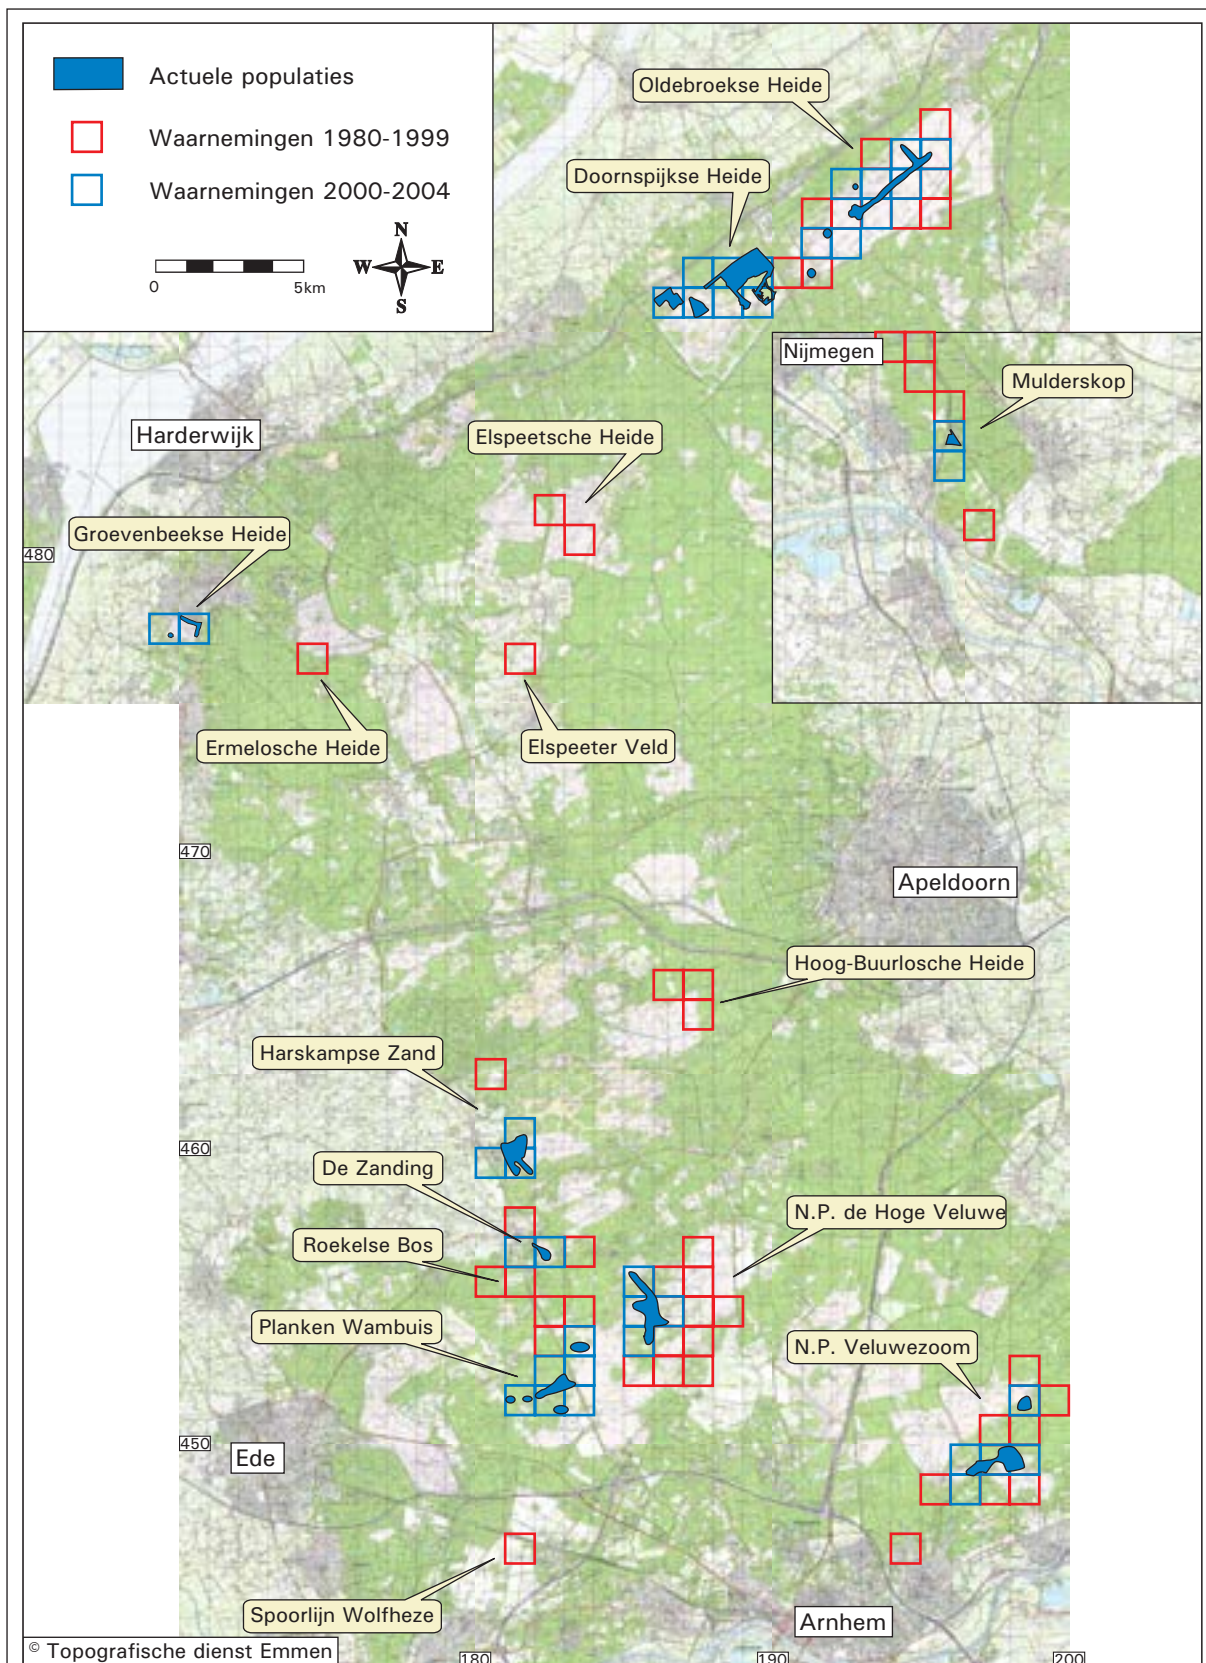 Actuele populaties
Waarnemingen 1980-1999
Waarnemingen 2000-2004
N
W E
S
0 5km
Oldebroekse Heide
Doornspijkse Heide
Nijmegen
Mulderskop
Harderwijk
Elspeetsche Heide
Groevenbeekse Heide
480
Ermelosche Heide
Elspeeter Veld
470
Apeldoorn
Hoog-Buurlosche Heide
Harskampse Zand
460
De Zanding
N.P. de Hoge Veluwe
Roekelse Bos
Planken Wambuis
N.P. Veluwezoom
450
Ede
Spoorlijn Wolfheze
Arnhem
© Topografische dienst Emmen
180 190 200